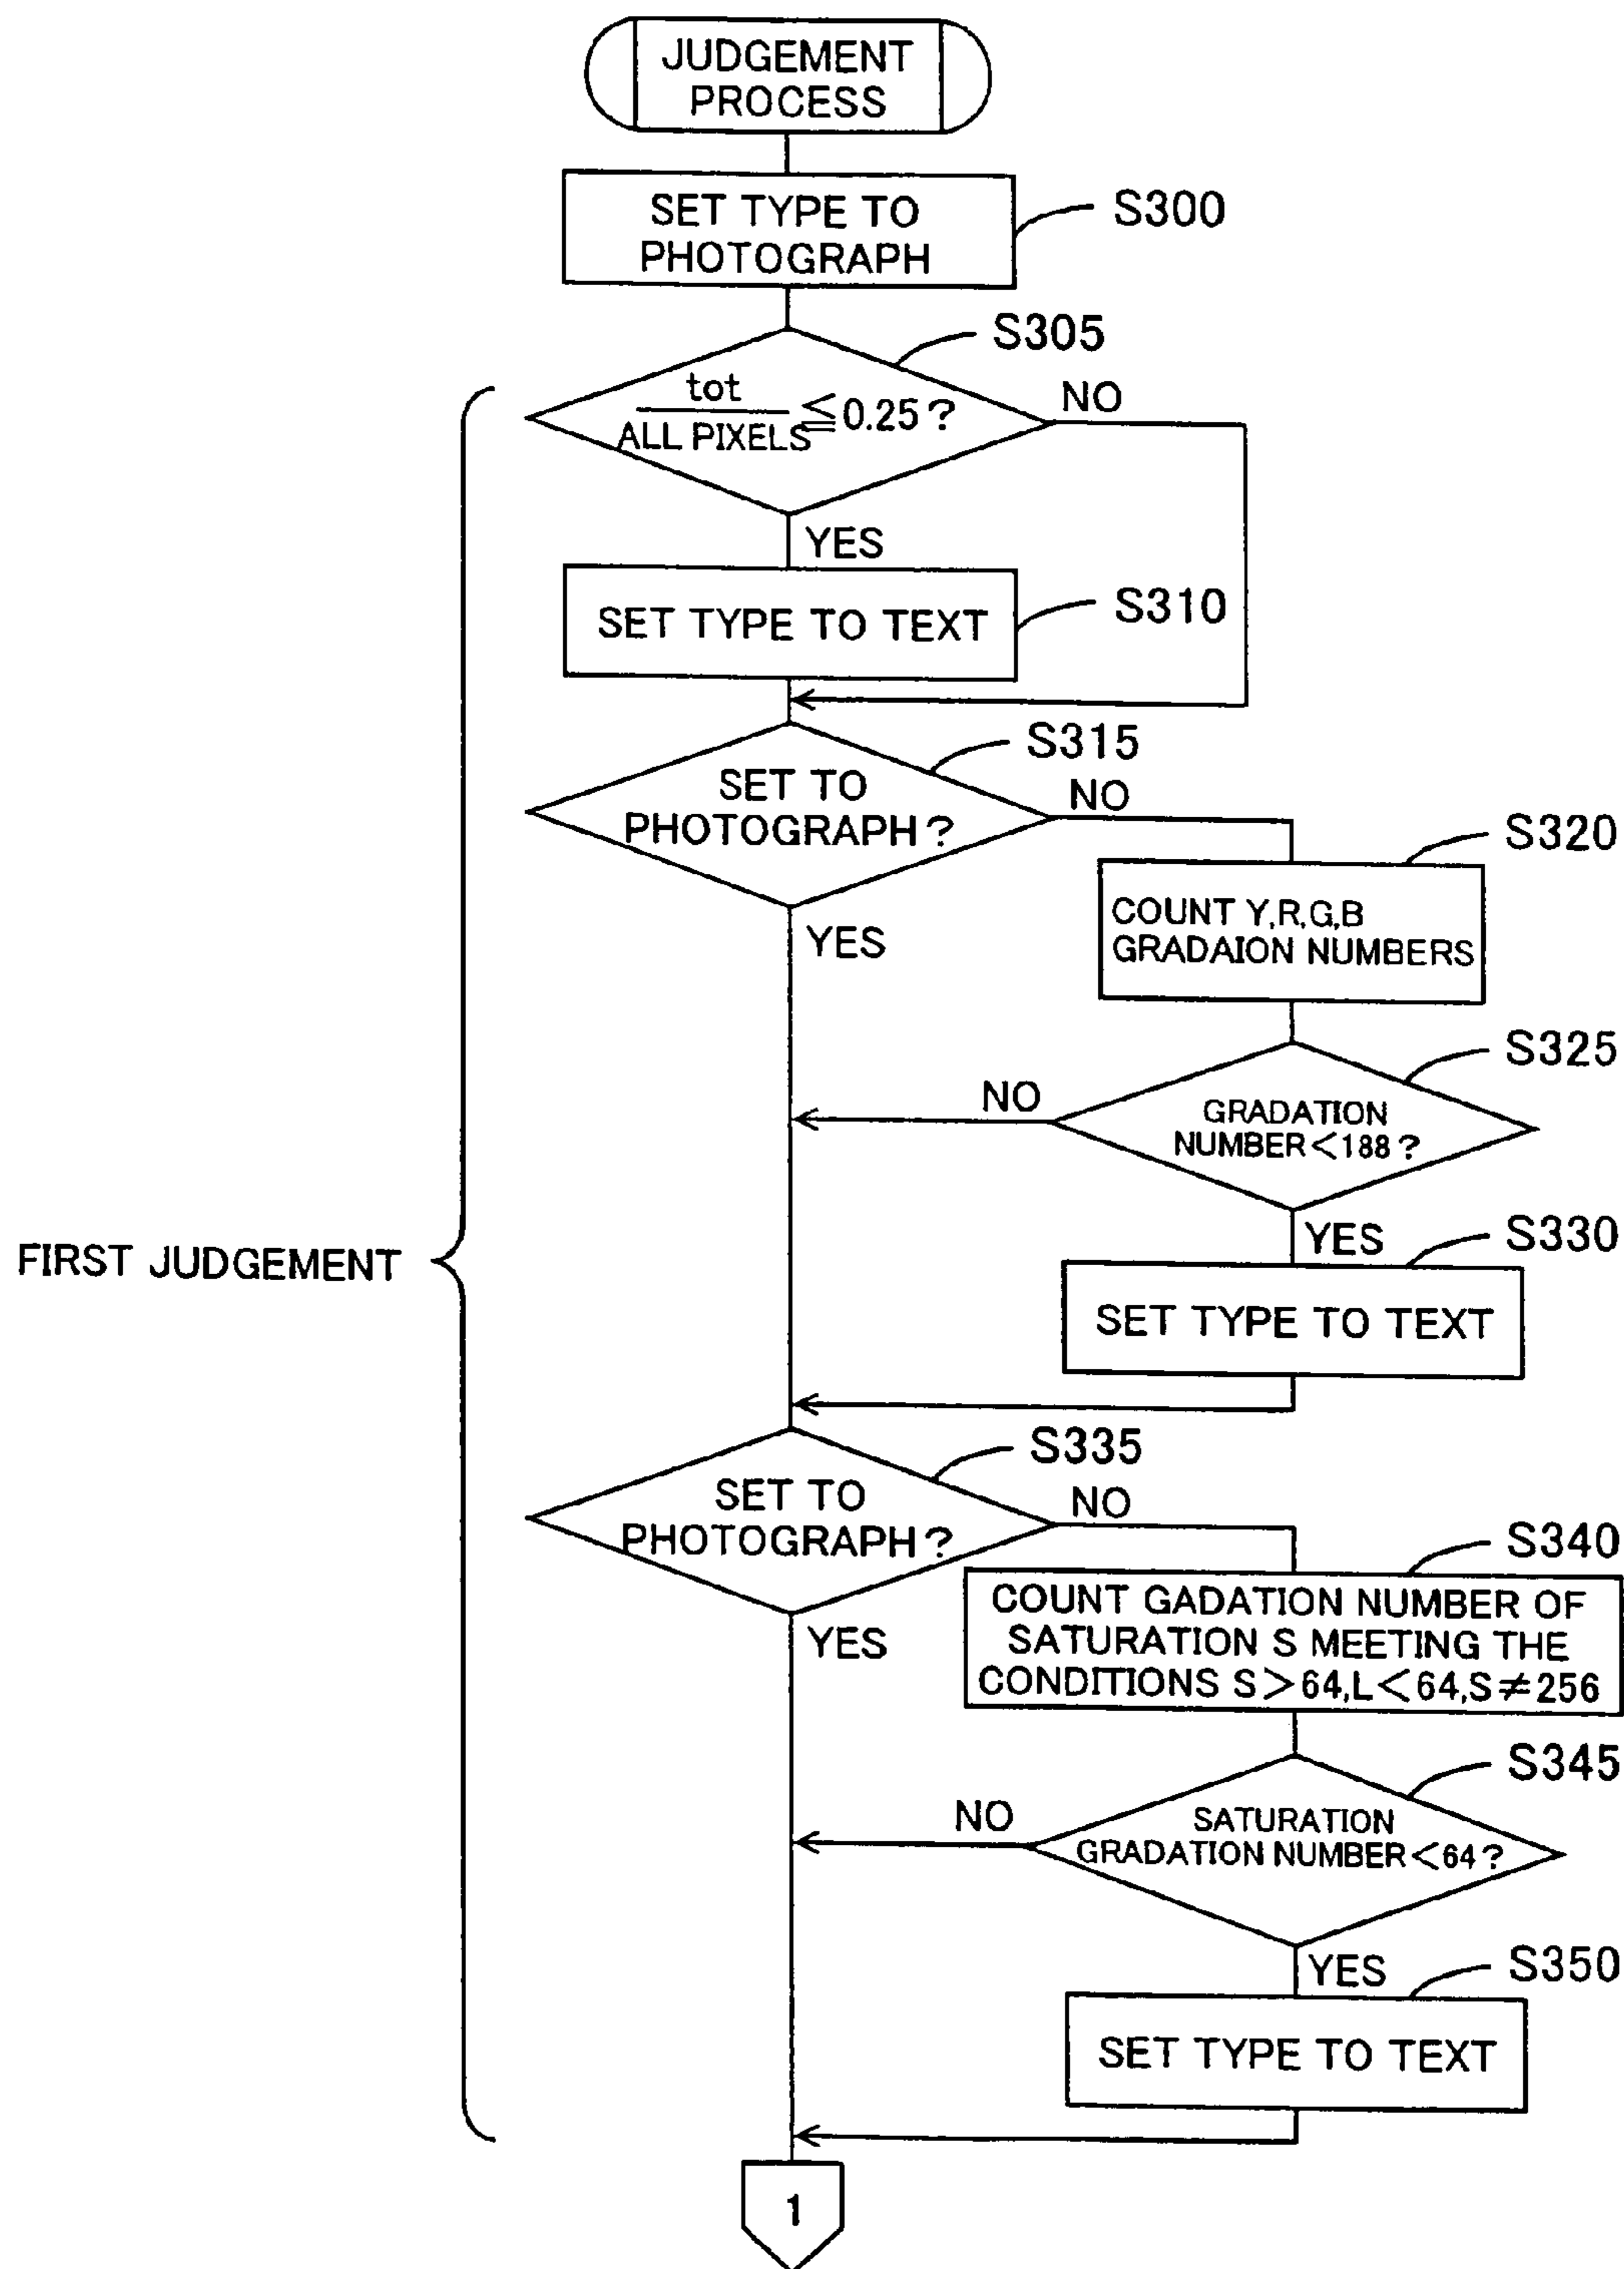 JUDGEMENT
PROCESS
SET TYPE TO
PHOTOGRAPH
S300
S305
tot
ALL PIXELS
≦0.25?
NO
YES
SET TYPE TO TEXT
S310
S315
SET TO
PHOTOGRAPH?
NO
YES
S320
COUNT Y,R,G,B
GRADAION NUMBERS
S325
GRADATION
NUMBER<188?
NO
YES
S330
SET TYPE TO TEXT
FIRST JUDGEMENT
S335
SET TO
PHOTOGRAPH?
NO
YES
S340
COUNT GADATION NUMBER OF
SATURATION S MEETING THE
CONDITIONS S>64,L<64,S≠256
S345
SATURATION
GRADATION NUMBER<64?
NO
YES
S350
SET TYPE TO TEXT
1